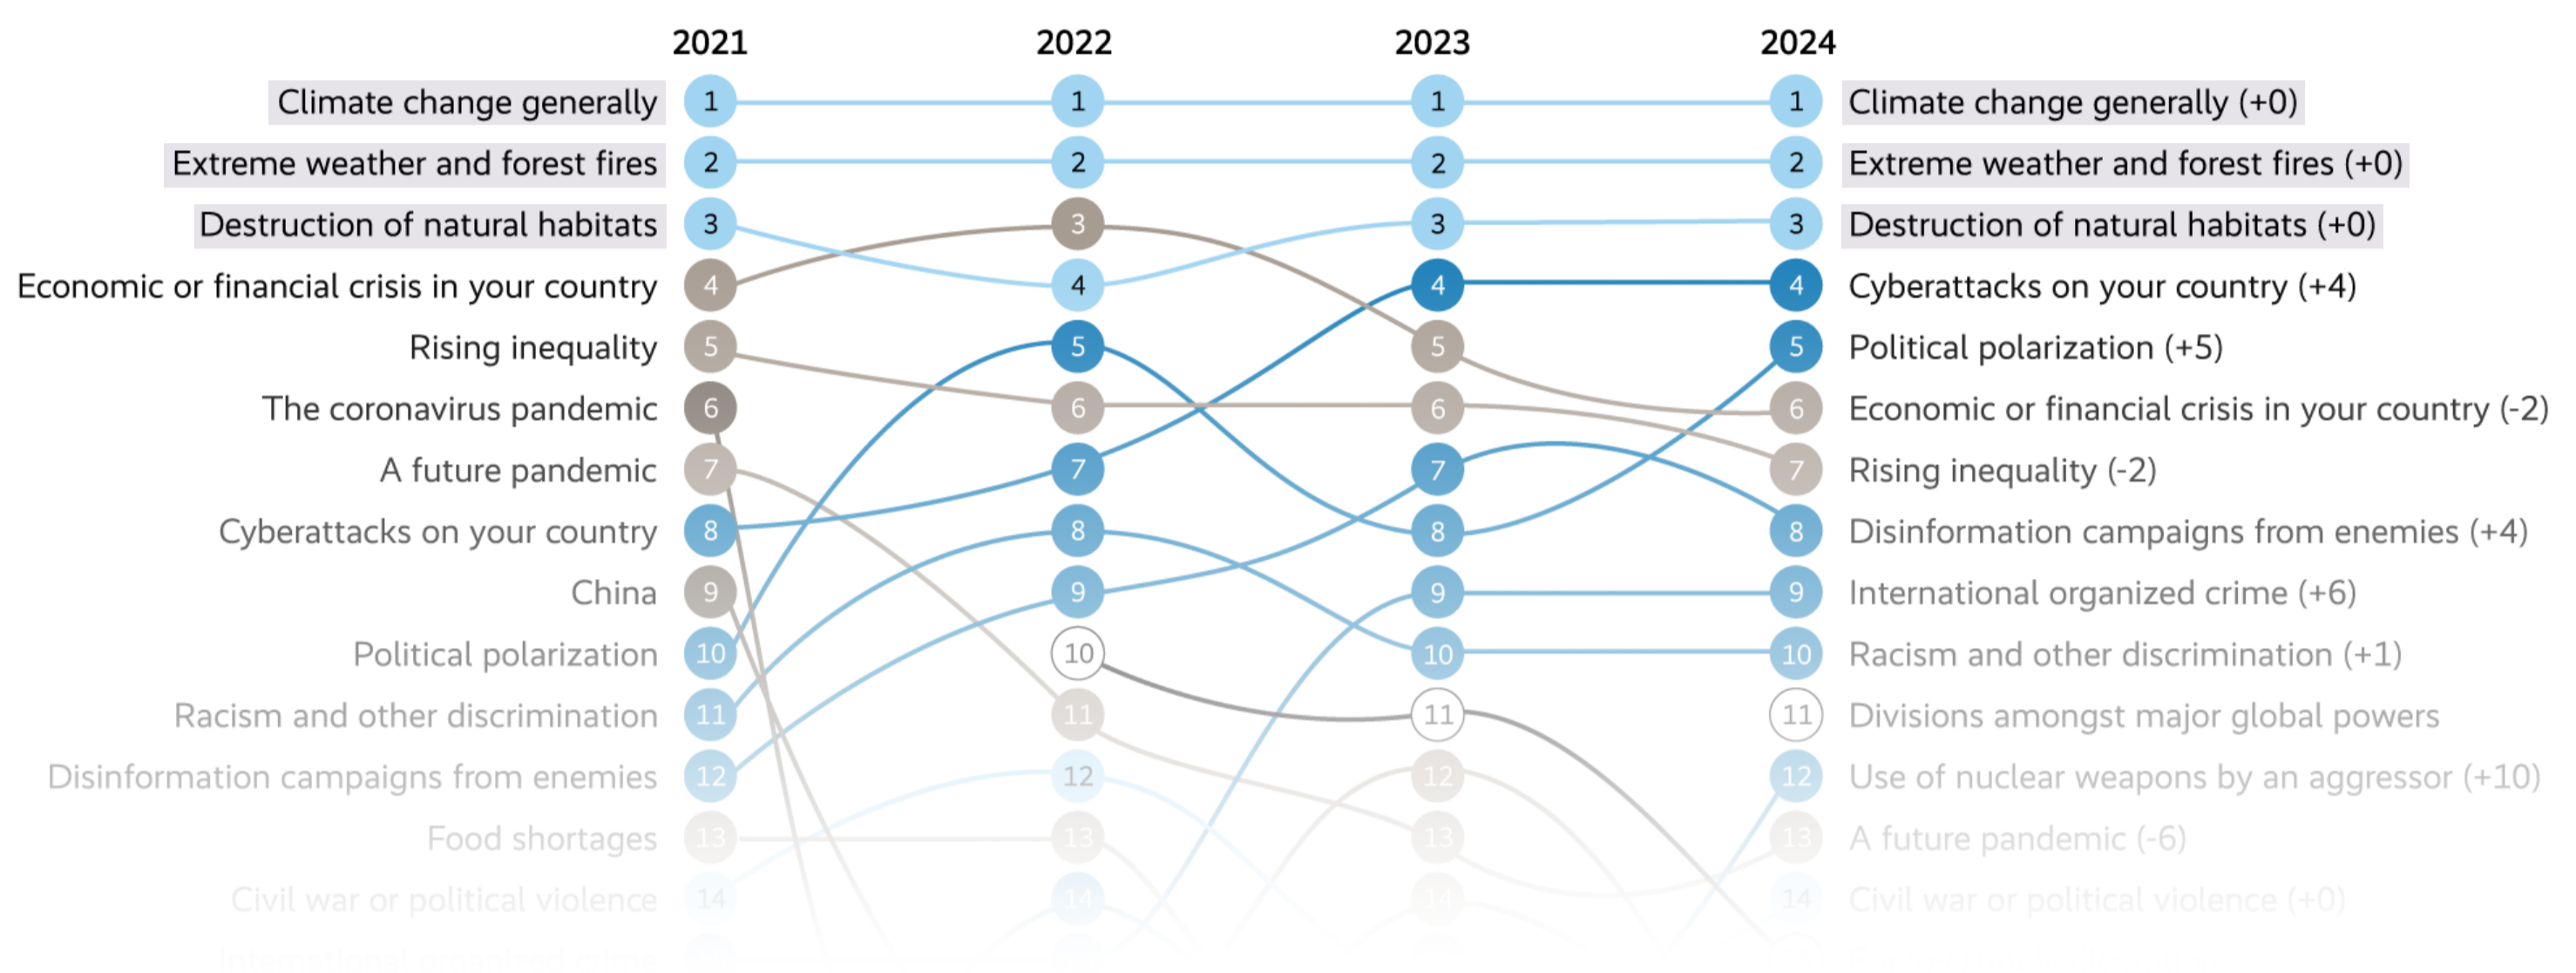 2021 2022 2023 2024
Climate change generally 1 1 1 1 Climate change generally (+0)
Extreme weather and forest fires 2 2 2 2 Extreme weather and forest fires (+0)
Destruction of natural habitats 3 3 3 3 Destruction of natural habitats (+0)
Economic or financial crisis in your country 4 4 4 4 Cyberattacks on your country (+4)
Rising inequality 5 5 5 5 Political polarization (+5)
The coronavirus pandemic 6 6 6 6 Economic or financial crisis in your country (-2)
A future pandemic 7 7 7 7 Rising inequality (-2)
Cyberattacks on your country 8 8 8 8 Disinformation campaigns from enemies (+4)
China 9 9 9 9 International organized crime (+6)
Political polarization 10 10 10 10 Racism and other discrimination (+1)
Racism and other discrimination 11 11 11 11 Divisions amongst major global powers
Disinformation campaigns from enemies 12 12 12 12 Use of nuclear weapons by an aggressor (+10)
Food shortages 13 13 13 13 A future pandemic (-6)
Civil war or political violence 14 14 14 14 Civil war or political violence (+0)
International organized crime